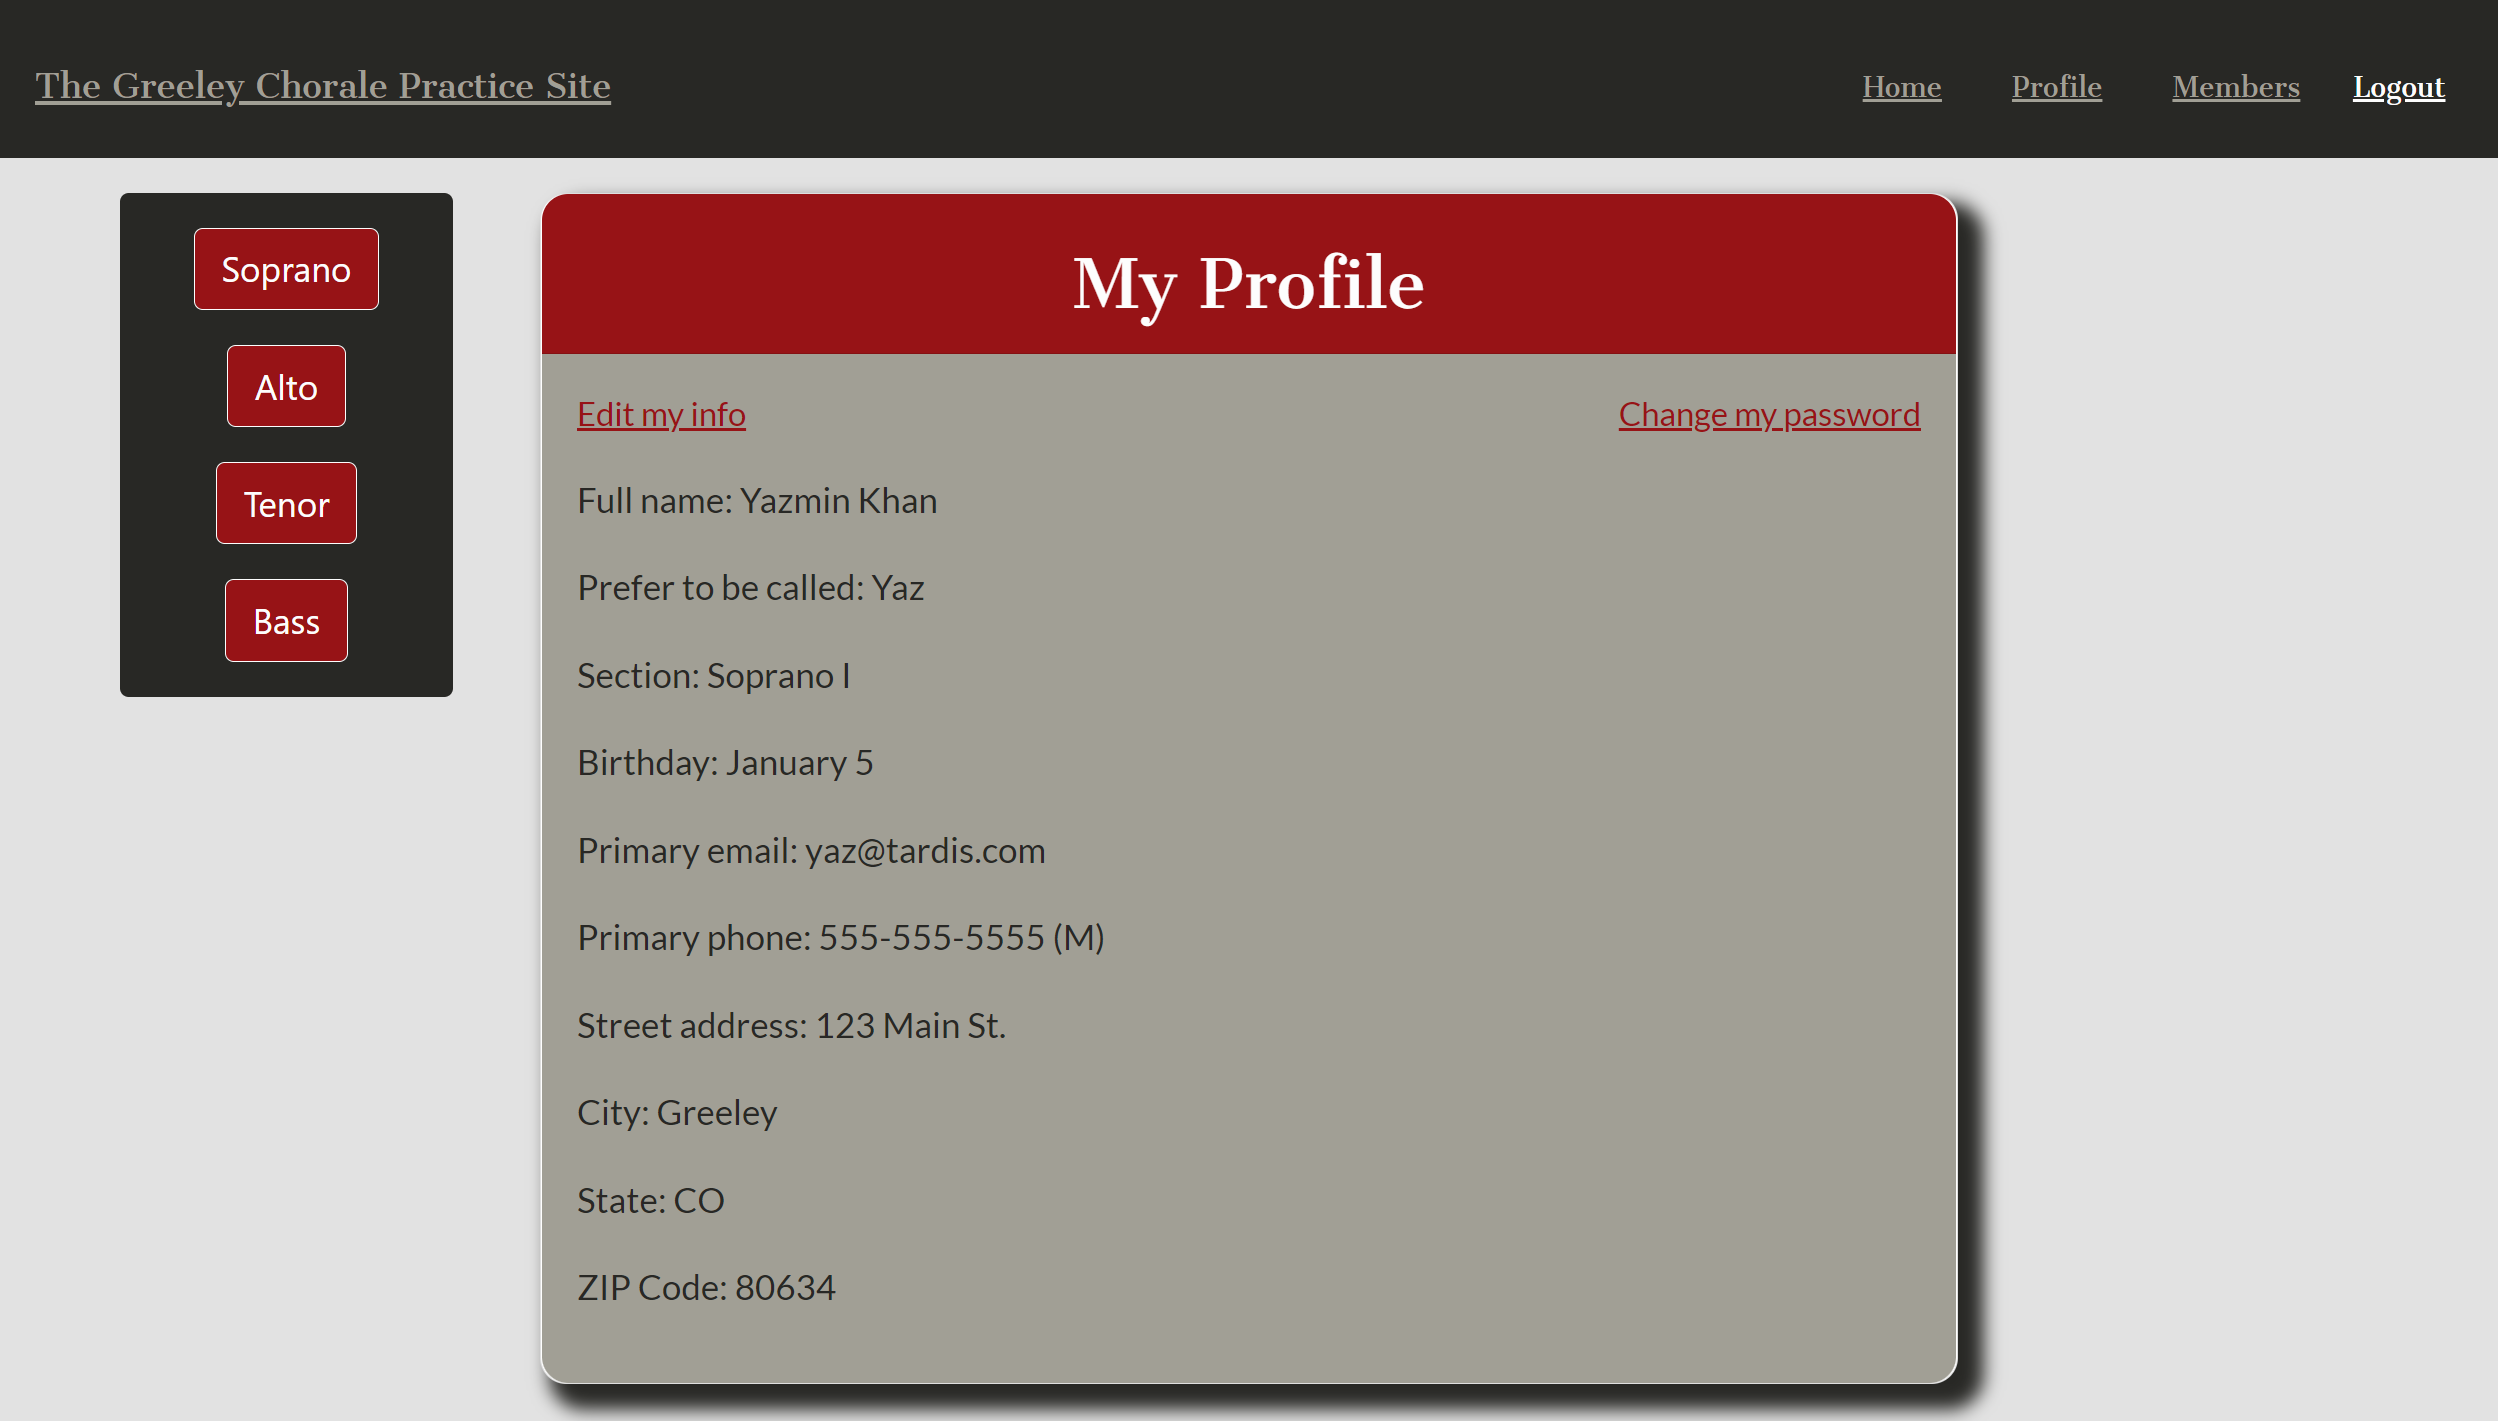 The Greeley Chorale Practice Site
Home Profile Members Logout
Soprano
Alto
Tenor
Bass
My Profile
Edit my info Change my password
Full name: Yazmin Khan
Prefer to be called: Yaz
Section: Soprano I
Birthday: January 5
Primary email: yaz@tardis.com
Primary phone: 555-555-5555 (M)
Street address: 123 Main St.
City: Greeley
State: CO
ZIP Code: 80634